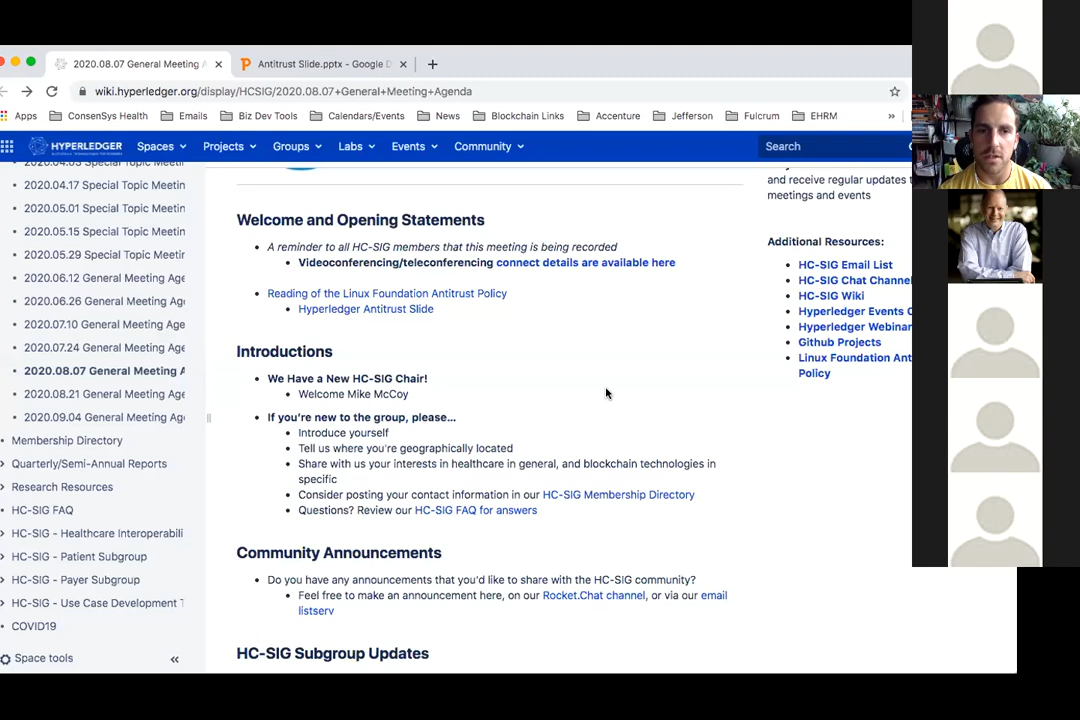 2020.08.07 General Meeting A
Antitrust Slide.pptx - Google D
wiki.hyperledger.org/display/HCSIG/2020.08.07+General+Meeting+Agenda
Apps ConsenSys Health Emails Biz Dev Tools Calendars/Events News Blockchain Links Accenture Jefferson Fulcrum EHRM »
HYPERLEDGER Spaces Projects Groups Labs Events Community Search
2020.04.03 Special Topic Meetin
2020.04.17 Special Topic Meetin
2020.05.01 Special Topic Meetin
2020.05.15 Special Topic Meetin
2020.05.29 Special Topic Meetin
2020.06.12 General Meeting Age
2020.06.26 General Meeting Age
2020.07.10 General Meeting Age
2020.07.24 General Meeting Age
2020.08.07 General Meeting A
2020.08.21 General Meeting Age
2020.09.04 General Meeting Ag
Membership Directory
Quarterly/Semi-Annual Reports
Research Resources
HC-SIG FAQ
HC-SIG - Healthcare Interoperabili
HC-SIG - Patient Subgroup
HC-SIG - Payer Subgroup
HC-SIG - Use Case Development T
COVID19
Space tools «
Welcome and Opening Statements
A reminder to all HC-SIG members that this meeting is being recorded
Videoconferencing/teleconferencing connect details are available here
Reading of the Linux Foundation Antitrust Policy
Hyperledger Antitrust Slide
Introductions
We Have a New HC-SIG Chair!
Welcome Mike McCoy
If you're new to the group, please...
Introduce yourself
Tell us where you're geographically located
Share with us your interests in healthcare in general, and blockchain technologies in
specific
Consider posting your contact information in our HC-SIG Membership Directory
Questions? Review our HC-SIG FAQ for answers
Community Announcements
Do you have any announcements that you'd like to share with the HC-SIG community?
Feel free to make an announcement here, on our Rocket.Chat channel, or via our email
listserv
HC-SIG Subgroup Updates
and receive regular updates
meetings and events
Additional Resources:
HC-SIG Email List
HC-SIG Chat Channel
HC-SIG Wiki
Hyperledger Events C
Hyperledger Webinar
Github Projects
Linux Foundation Ant
Policy